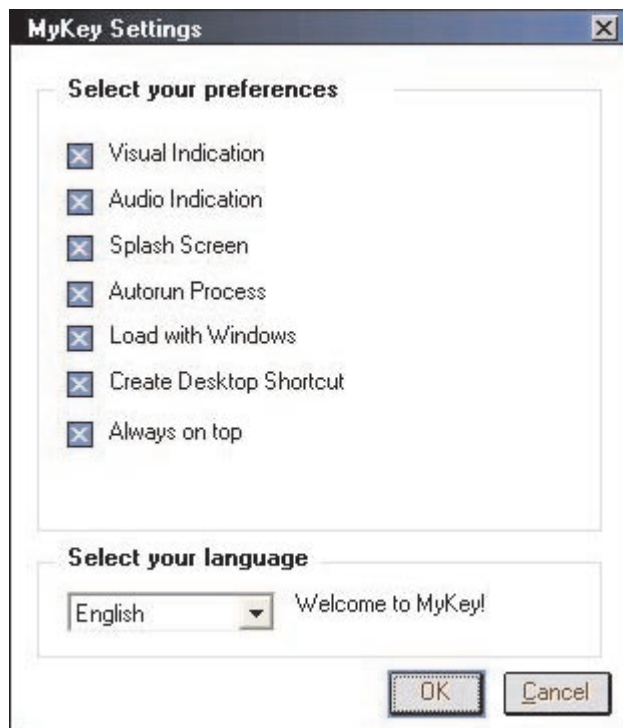 MyKey Settings
Select your preferences
Visual Indication
Audio Indication
Splash Screen
Autorun Process
Load with Windows
Create Desktop Shortcut
Always on top
Select your language
English
Welcome to MyKey!
OK
Cancel